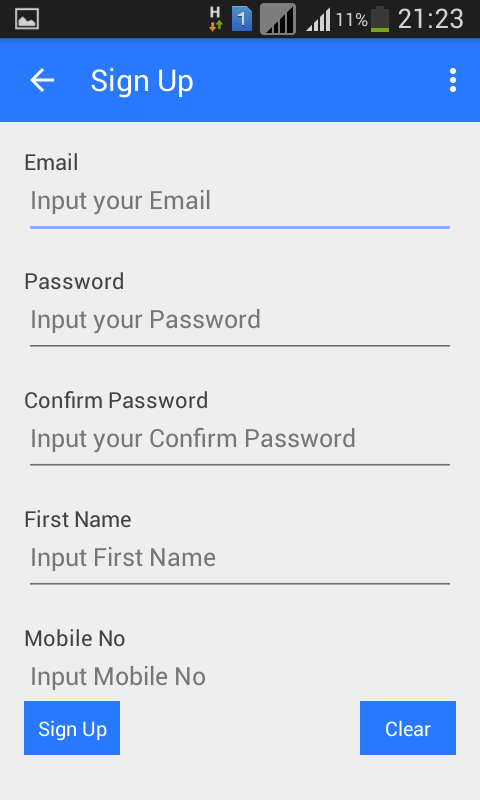 H 1 11% 21:23
Sign Up
Email
Input your Email
Password
Input your Password
Confirm Password
Input your Confirm Password
First Name
Input First Name
Mobile No
Input Mobile No
Sign Up Clear